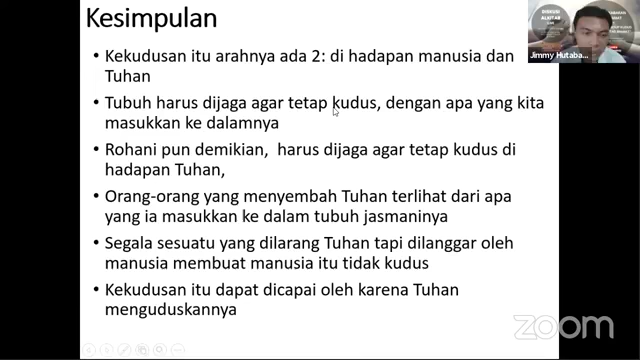 Kesimpulan
• Kekudusan itu arahnya ada 2: di hadapan manusia dan
Tuhan
• Tubuh harus dijaga agar tetap kudus, dengan apa yang kita
masukkan ke dalamnya
• Rohani pun demikian, harus dijaga agar tetap kudus di
hadapan Tuhan,
• Orang-orang yang menyembah Tuhan terlihat dari apa
yang ia masukkan ke dalam tubuh jasmaninya
• Segala sesuatu yang dilarang Tuhan tapi dilanggar oleh
manusia membuat manusia itu tidak kudus
• Kekudusan itu dapat dicapai oleh karena Tuhan
menguduskannya
DISKUSI
ALKITAB
Jimmy Hutaba...
zoom